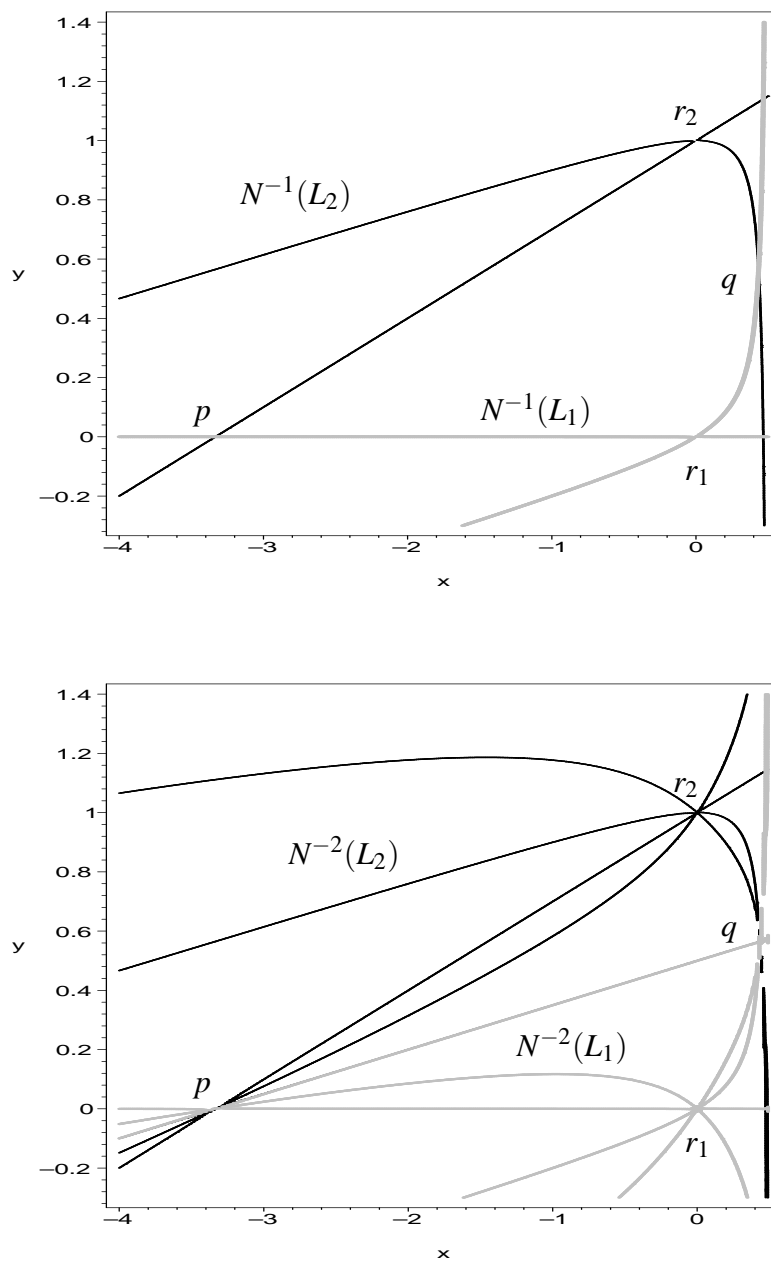 1.4
1.2
1
0.8
0.6
0.4
0.2
0
−0.2
y
r₂
N⁻¹(L₂)
q
p
N⁻¹(L₁)
r₁
−4 −3 −2 −1 0
x
1.4
1.2
1
0.8
0.6
0.4
0.2
0
−0.2
y
r₂
N⁻²(L₂)
q
N⁻²(L₁)
p
r₁
−4 −3 −2 −1 0
x